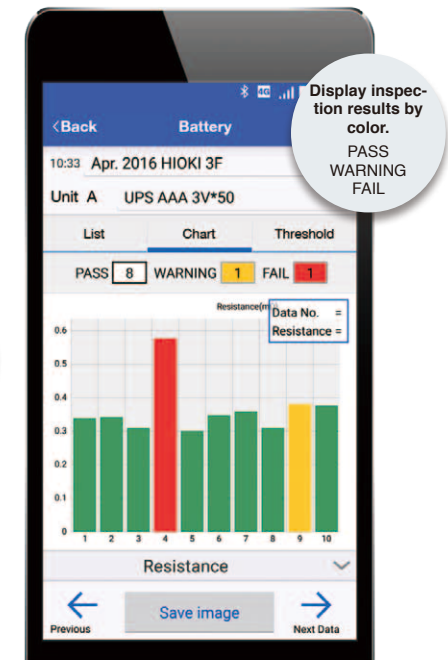 4G
Display inspec-
tion results by
color.
PASS
WARNING
FAIL
<Back Battery
10:33 Apr. 2016 HIOKI 3F
Unit A UPS AAA 3V*50
List Chart Threshold
PASS 8 WARNING 1 FAIL 1
Resistance(m
Data No. =
Resistance =
0.6
0.5
0.4
0.3
0.2
0.1
0
1 2 3 4 5 6 7 8 9 10
Resistance
Previous Save image Next Data